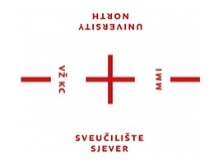 UNIVERSITY
NORTH
VŽ KC
MMI
SVEUČILIŠTE
SJEVER